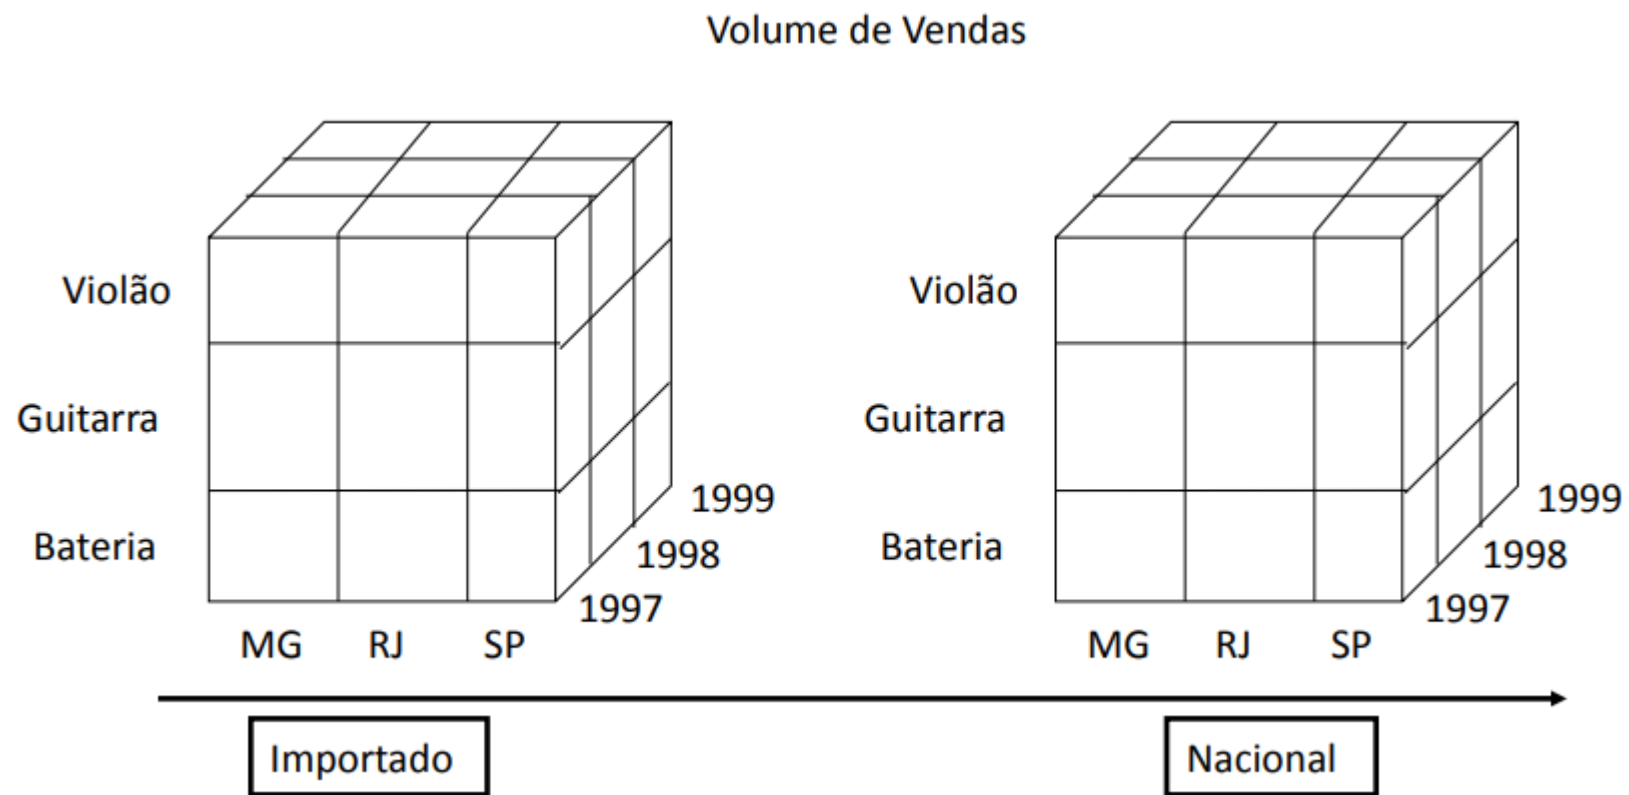 Volume de Vendas
Violão
Guitarra
Bateria
1999
1998
1997
MG RJ SP
Importado
Violão
Guitarra
Bateria
1999
1998
1997
MG RJ SP
Nacional